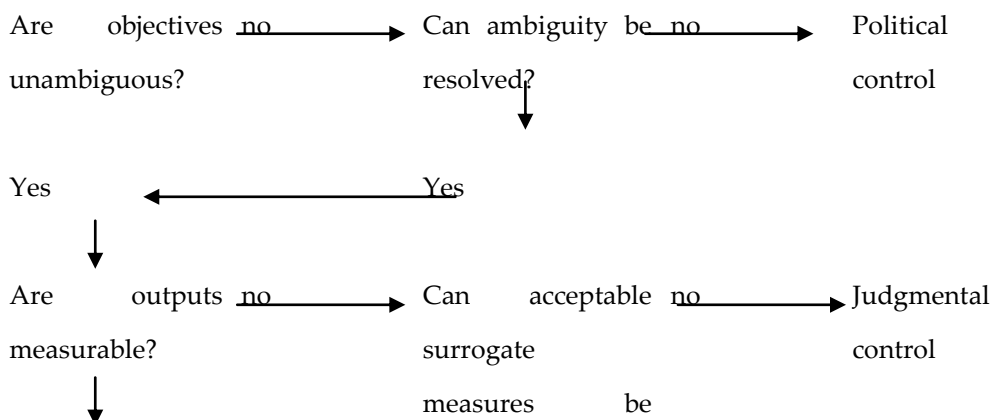 Are objectives no Can ambiguity be no Political
unambiguous? resolved? control
Yes Yes
Are outputs no Can acceptable no Judgmental
measurable? surrogate control
measures be